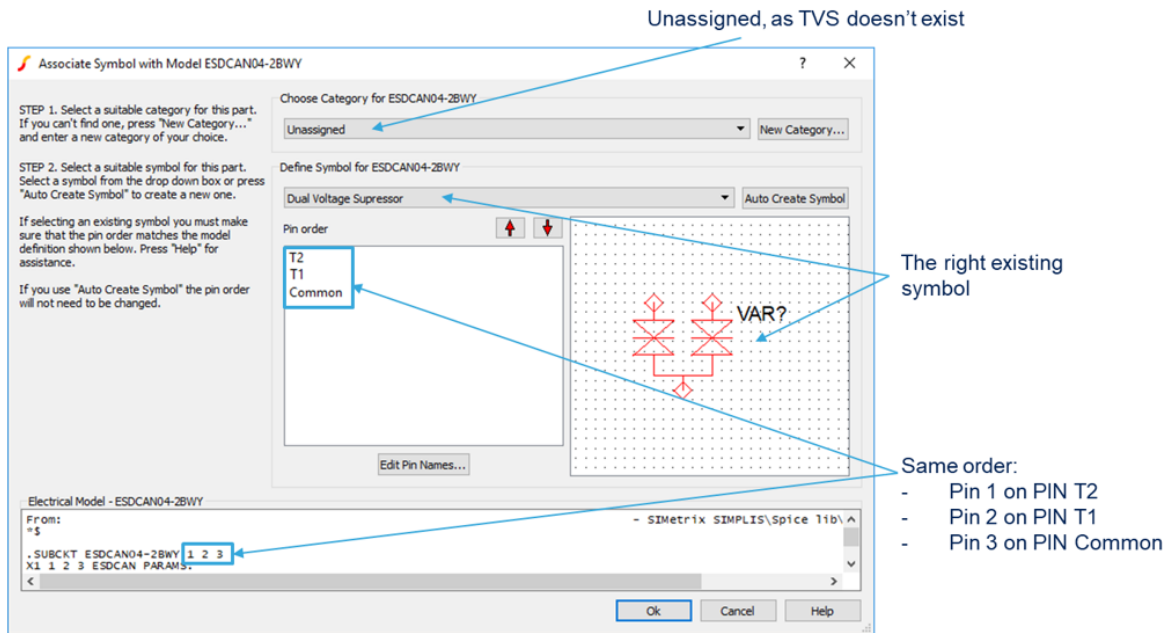 Unassigned, as TVS doesn't exist
Associate Symbol with Model ESDCAN04-2BWY
? 
STEP 1. Select a suitable category for this part.
If you can't find one, press "New Category..."
and enter a new category of your choice.
Choose Category for ESDCAN04-2BWY
Unassigned
New Category...
STEP 2. Select a suitable symbol for this part.
Select a symbol from the drop down box or press
"Auto Create Symbol" to create a new one.
If selecting an existing symbol you must make
sure that the pin order matches the model
definition shown below. Press "Help" for
assistance.
If you use "Auto Create Symbol" the pin order
will not need to be changed.
Define Symbol for ESDCAN04-2BWY
Dual Voltage Supressor
Auto Create Symbol
Pin order
T2
T1
Common
Edit Pin Names...
VAR?
The right existing
symbol
Same order:
- Pin 1 on PIN T2
- Pin 2 on PIN T1
- Pin 3 on PIN Common
Electrical Model - ESDCAN04-2BWY
From: - SIMetrix SIMPLIS\Spice lib\
*$
.SUBCKT ESDCAN04-2BWY 1 2 3
X1 1 2 3 ESDCAN PARAMS:
Ok
Cancel
Help